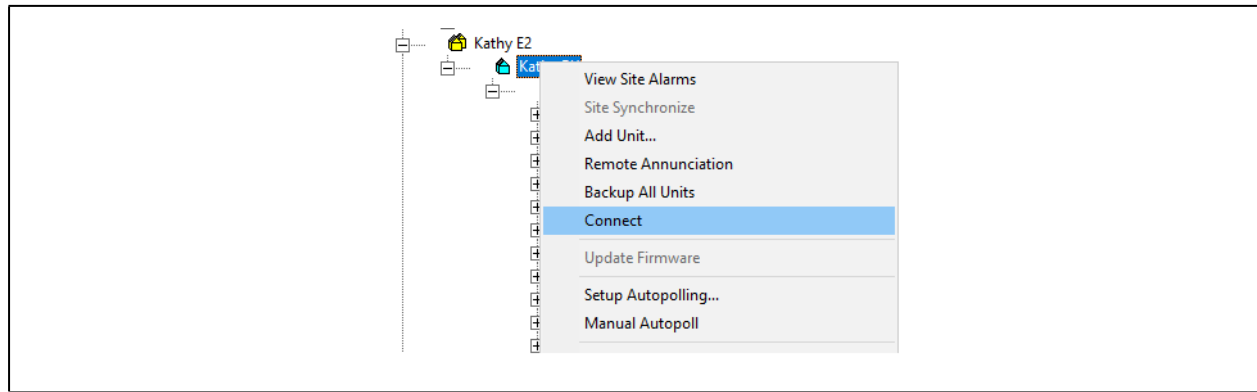 Kathy E2
View Site Alarms
Site Synchronize
Add Unit...
Remote Annunciation
Backup All Units
Connect
Update Firmware
Setup Autopolling...
Manual Autopoll